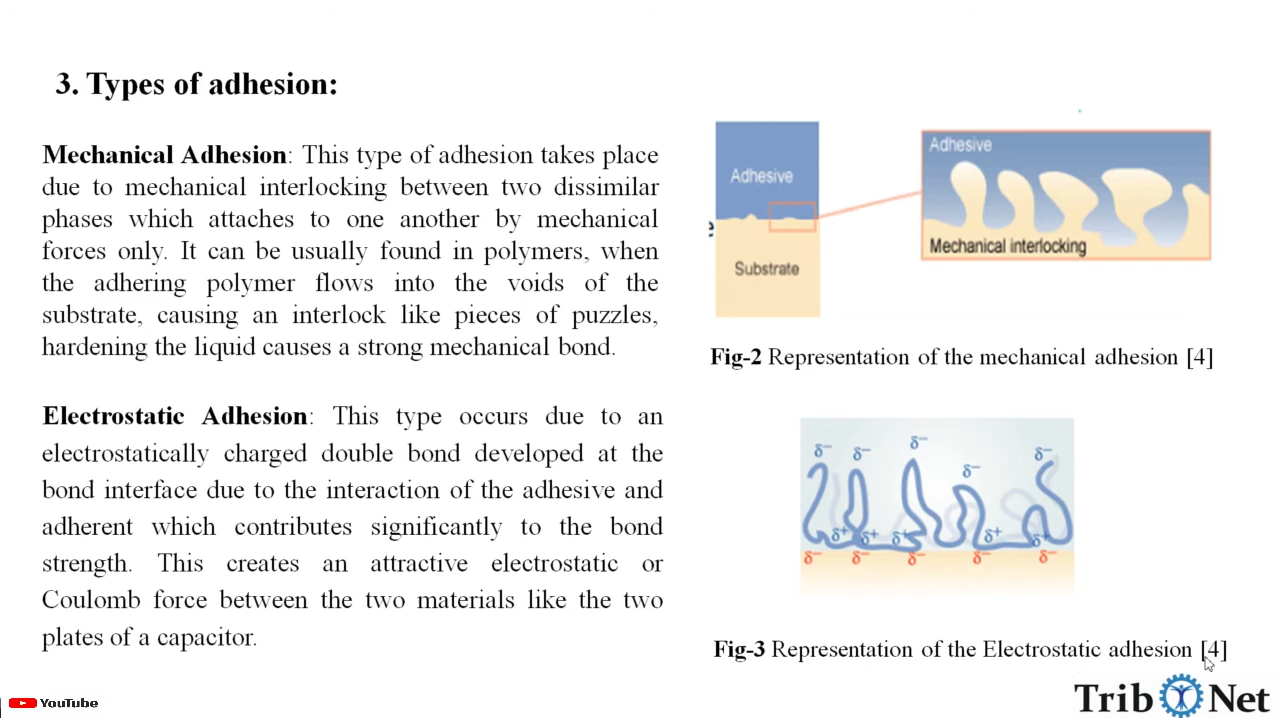 3. Types of adhesion:
Mechanical Adhesion: This type of adhesion takes place
due to mechanical interlocking between two dissimilar
phases which attaches to one another by mechanical
forces only. It can be usually found in polymers, when
the adhering polymer flows into the voids of the
substrate, causing an interlock like pieces of puzzles,
hardening the liquid causes a strong mechanical bond.
Electrostatic Adhesion: This type occurs due to an
electrostatically charged double bond developed at the
bond interface due to the interaction of the adhesive and
adherent which contributes significantly to the bond
strength. This creates an attractive electrostatic or
Coulomb force between the two materials like the two
plates of a capacitor.
Adhesive
Substrate
Adhesive
Mechanical interlocking
Fig-2 Representation of the mechanical adhesion [4]
δ⁻ δ⁻ δ⁻ δ⁻ δ⁻
δ⁺ δ⁺ δ⁺ δ⁺ δ⁺
δ⁻ δ⁻ δ⁻ δ⁻ δ⁻
Fig-3 Representation of the Electrostatic adhesion [4]
YouTube
Trib Net